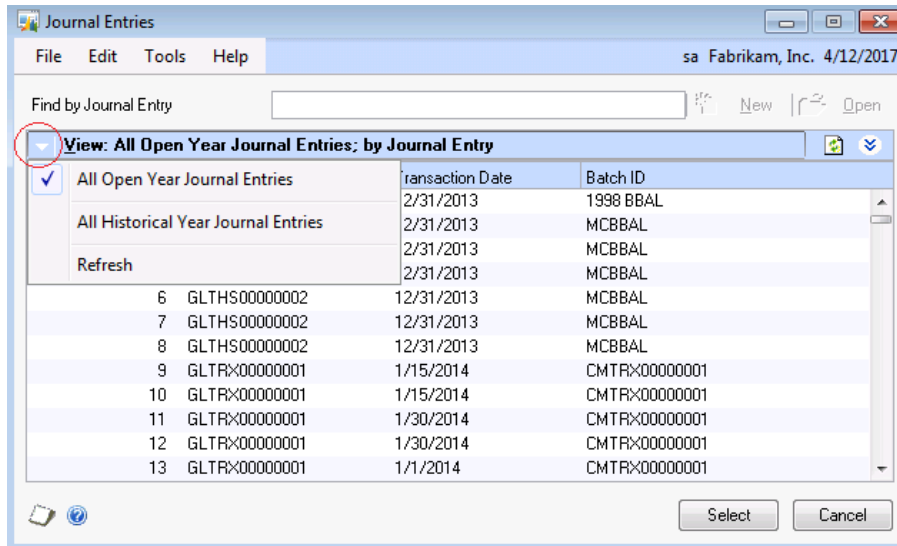 Journal Entries
File Edit Tools Help sa Fabrikam, Inc. 4/12/2017
Find by Journal Entry New Open
View: All Open Year Journal Entries; by Journal Entry
All Open Year Journal Entries ransaction Date Batch ID
2/31/2013 1998 BBAL
All Historical Year Journal Entries 2/31/2013 MCBBAL
2/31/2013 MCBBAL
Refresh 2/31/2013 MCBBAL
6 GLTHS00000002 12/31/2013 MCBBAL
7 GLTHS00000002 12/31/2013 MCBBAL
8 GLTHS00000002 12/31/2013 MCBBAL
9 GLTRX00000001 1/15/2014 CMTRX00000001
10 GLTRX00000001 1/15/2014 CMTRX00000001
11 GLTRX00000001 1/30/2014 CMTRX00000001
12 GLTRX00000001 1/30/2014 CMTRX00000001
13 GLTRX00000001 1/1/2014 CMTRX00000001
Select Cancel